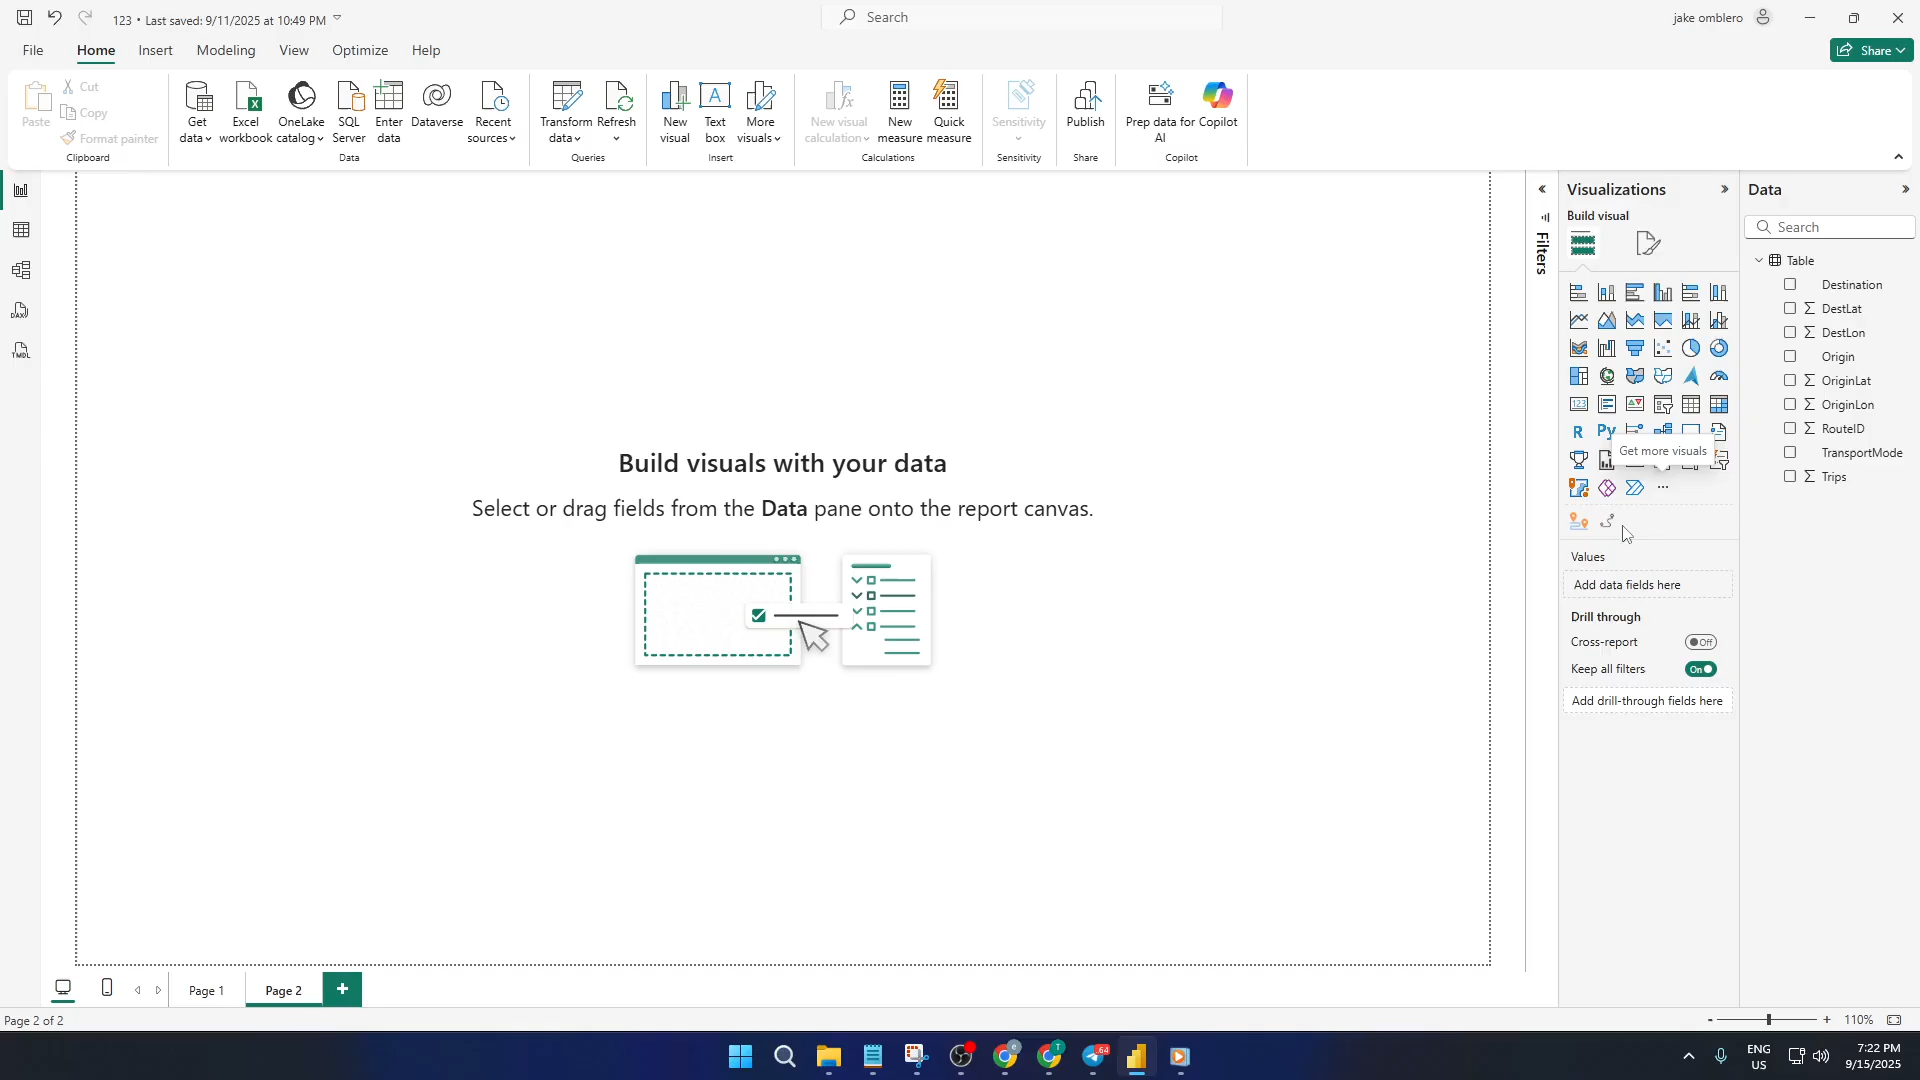 123 • Last saved: 9/11/2025 at 10:49 PM
Search
jake omblero
File
Home
Insert
Modeling
View
Optimize
Help
Share
Paste
Cut
Copy
Format painter
Clipboard
Get data
Excel workbook
OneLake catalog
SQL Server
Enter data
Dataverse
Recent sources
Data
Transform data
Refresh
Queries
New visual
Text box
More visuals
Insert
New visual calculation
New measure
Quick measure
Calculations
Sensitivity
Sensitivity
Publish
Share
Prep data for AI
Copilot
Copilot
DAX
TMDL
Build visuals with your data
Select or drag fields from the Data pane onto the report canvas.
Filters
Visualizations
Build visual
123
R
Py
Get more visuals
Values
Add data fields here
Drill through
Cross-report
Off
Keep all filters
On
Add drill-through fields here
Data
Search
Table
Destination
DestLat
DestLon
Origin
OriginLat
OriginLon
RouteID
TransportMode
Trips
Page 1
Page 2
Page 2 of 2
110%
64
ENG
US
7:22 PM
9/15/2025